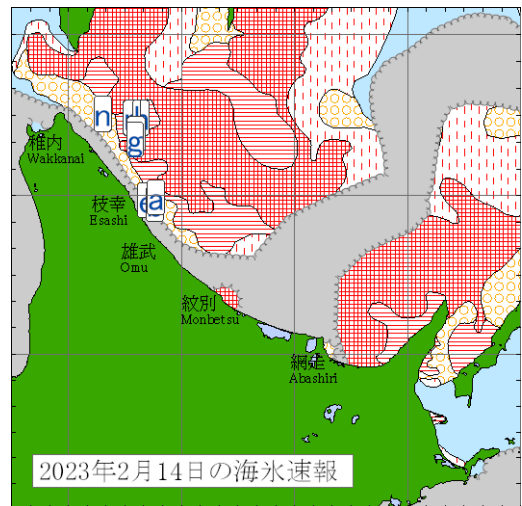 n
g
a
稚内
Wakkanai
枝幸
Esashi
雄武
Omu
紋別
Monbetsu
網走
Abashiri
2023年2月14日の海氷速報